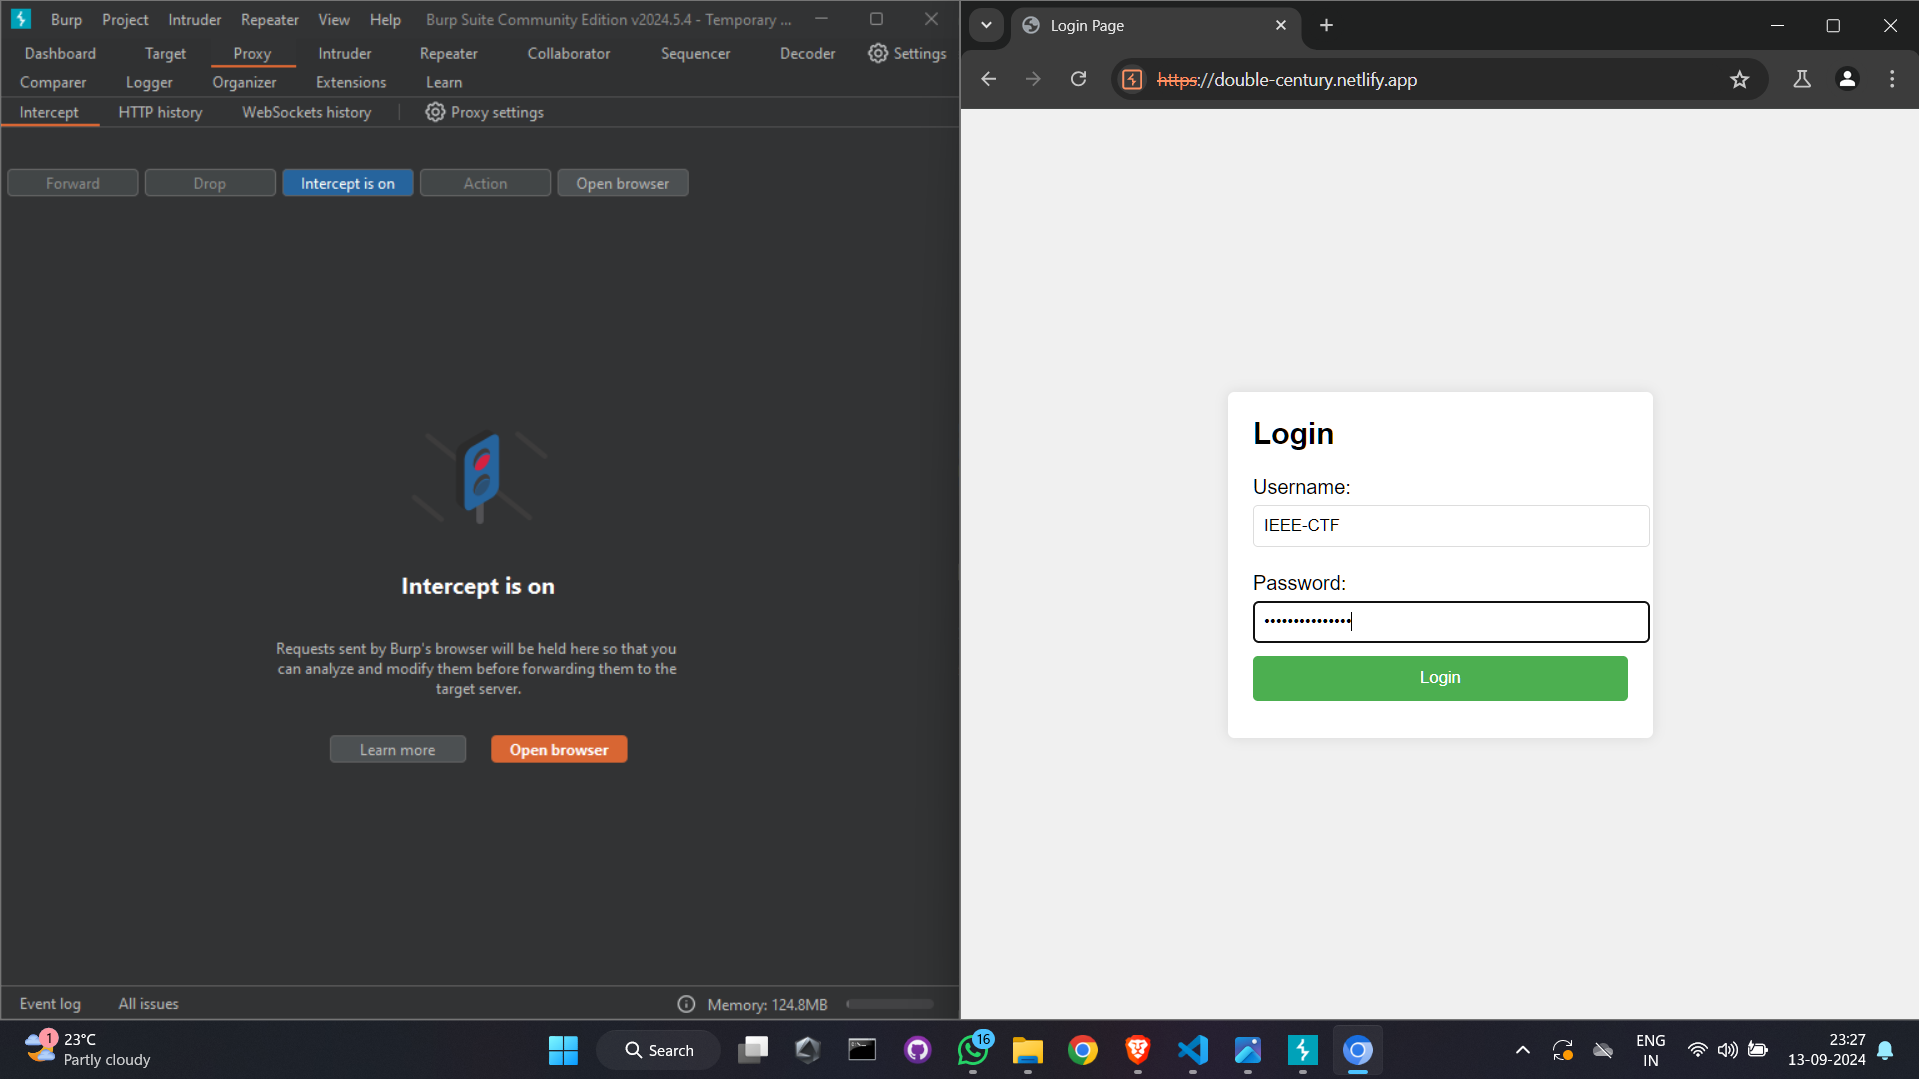 Burp Project Intruder Repeater View Help Burp Suite Community Edition v2024.5.4 - Temporary ...
Dashboard Target Proxy Intruder Repeater Collaborator Sequencer Decoder Settings
Comparer Logger Organizer Extensions Learn
Intercept HTTP history WebSockets history Proxy settings
Forward Drop Intercept is on Action Open browser
Intercept is on
Requests sent by Burp's browser will be held here so that you
can analyze and modify them before forwarding them to the
target server.
Learn more Open browser
Event log All issues Memory: 124.8MB
Login Page
https://double-century.netlify.app
Login
Username:
IEEE-CTF
Password:
•••••••••••••••
Login
1 23°C
Partly cloudy
Search
16
ENG
IN
23:27
13-09-2024